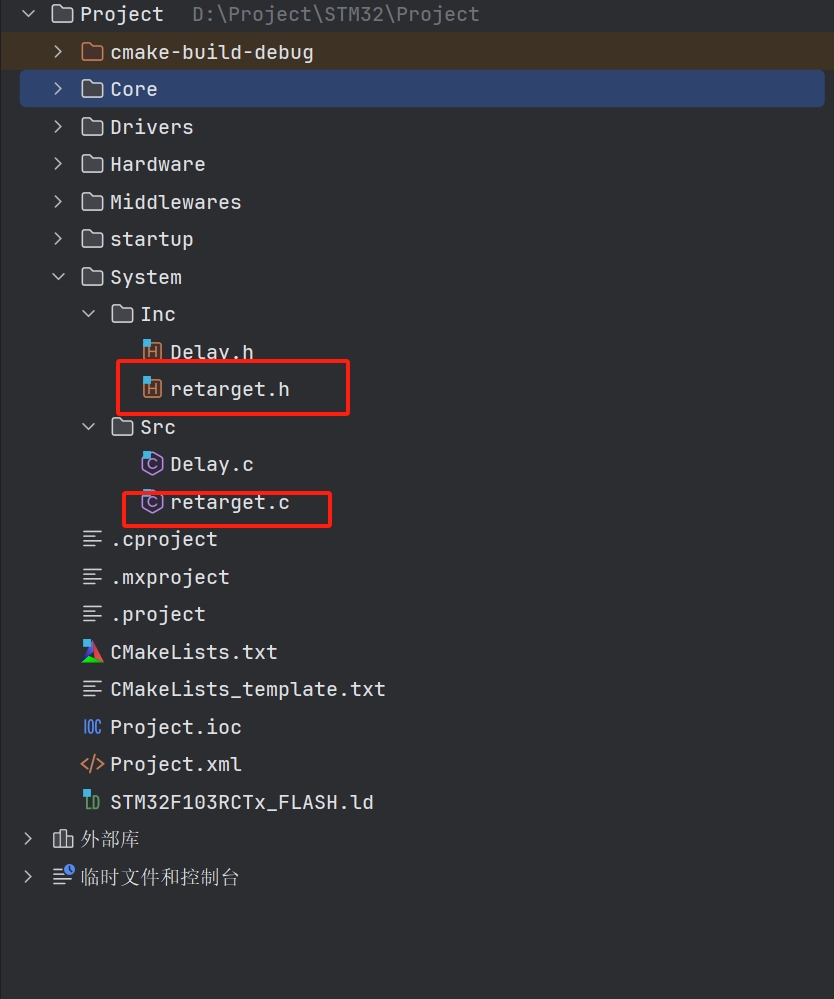 Project D:\Project\STM32\Project
cmake-build-debug
Core
Drivers
Hardware
Middlewares
startup
System
Inc
Delay.h
retarget.h
Src
Delay.c
retarget.c
.cproject
.mxproject
.project
CMakeLists.txt
CMakeLists_template.txt
IOC Project.ioc
Project.xml
LD STM32F103RCTx_FLASH.ld
外部库
临时文件和控制台